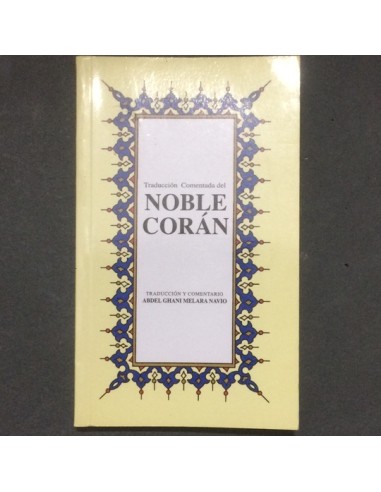 Traducción Comentada del
NOBLE
CORÁN
TRADUCCIÓN Y COMENTARIO
ABDEL GHANI MELARA NAVIO